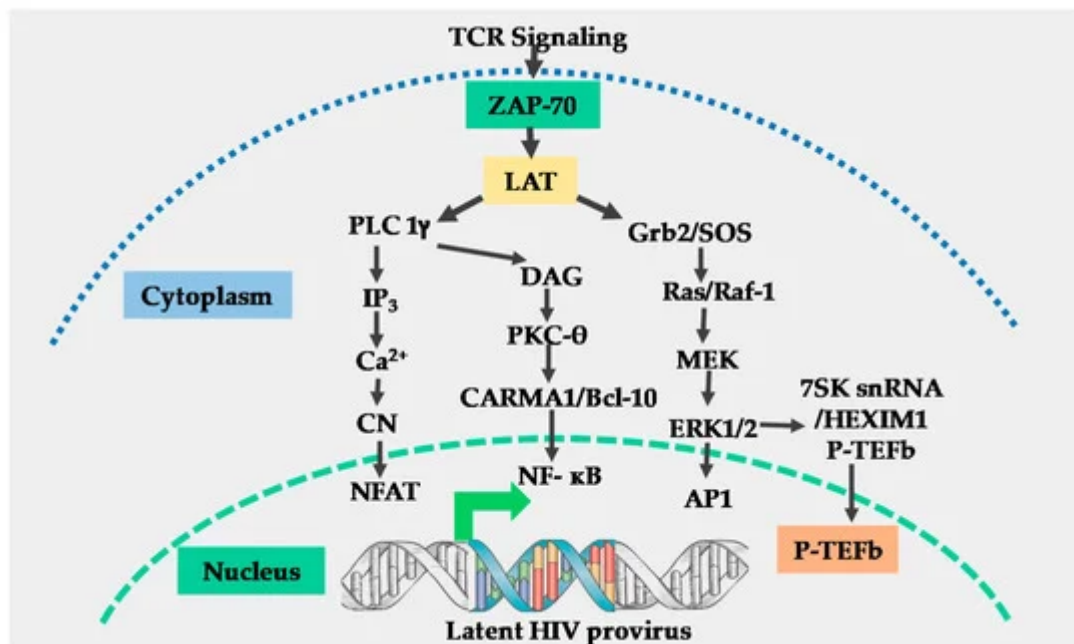 TCR Signaling
ZAP-70
LAT
PLC 1γ
Grb2/SOS
DAG
Ras/Raf-1
Cytoplasm
IP₃
PKC-θ
Ca²⁺
MEK
7SK snRNA
CARMA1/Bcl-10
/HEXIM1
CN
ERK1/2
P-TEFb
NF- κB
NFAT
AP1
P-TEFb
Nucleus
Latent HIV provirus